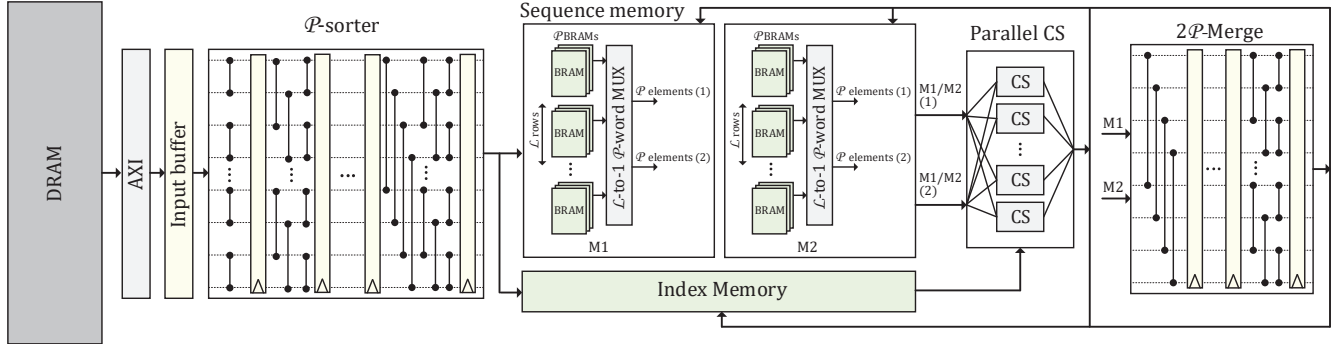 DRAM
AXI
Input buffer
𝒫-sorter
...
Sequence memory
𝒫BRAMs
BRAM
BRAM
BRAM
ℒ rows
ℒ-to-1 𝒫-word MUX
𝒫 elements (1)
𝒫 elements (2)
M1
𝒫BRAMs
BRAM
BRAM
BRAM
ℒ rows
ℒ-to-1 𝒫-word MUX
𝒫 elements (1)
𝒫 elements (2)
M2
M1/M2
(1)
M1/M2
(2)
Parallel CS
CS
CS
CS
CS
Index Memory
2𝒫-Merge
M1
M2
...